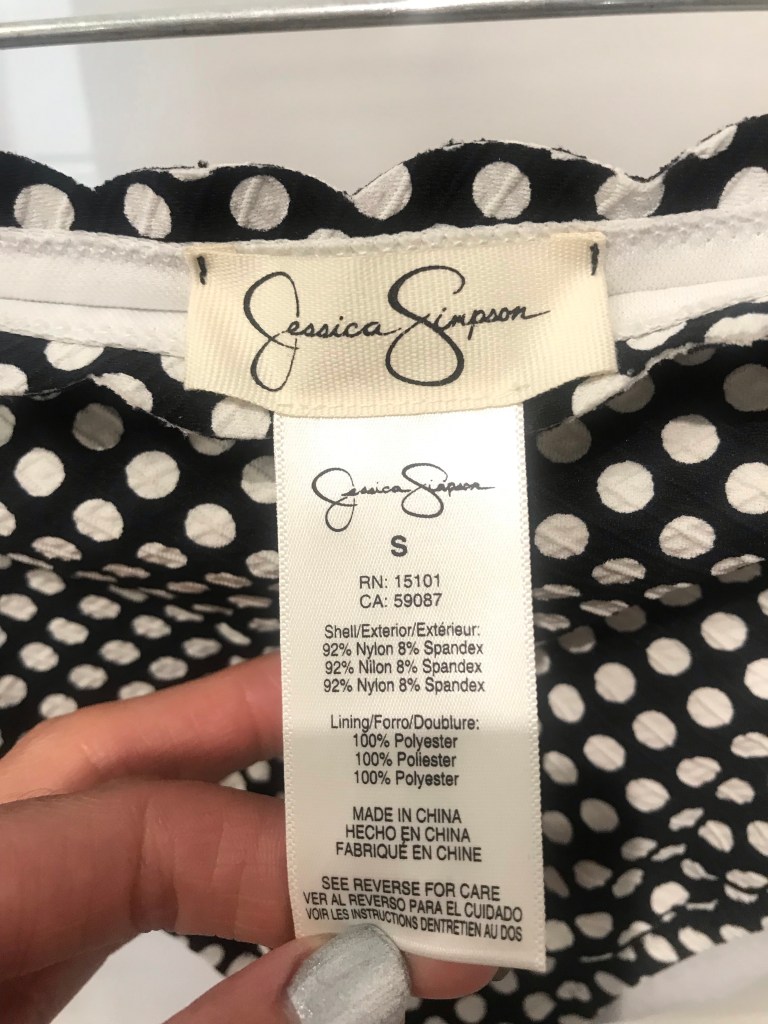 Jessica Simpson
Jessica Simpson
S
RN: 15101
CA: 59087
Shell/Exterior/Extérieur:
92% Nylon 8% Spandex
92% Nilon 8% Spandex
92% Nylon 8% Spandex
Lining/Forro/Doublure:
100% Polyester
100% Poliester
100% Polyester
MADE IN CHINA
HECHO EN CHINA
FABRIQUÉ EN CHINE
SEE REVERSE FOR CARE
VER AL REVERSO PARA EL CUIDADO
VOIR LES INSTRUCTIONS DENTRETIEN AU DOS